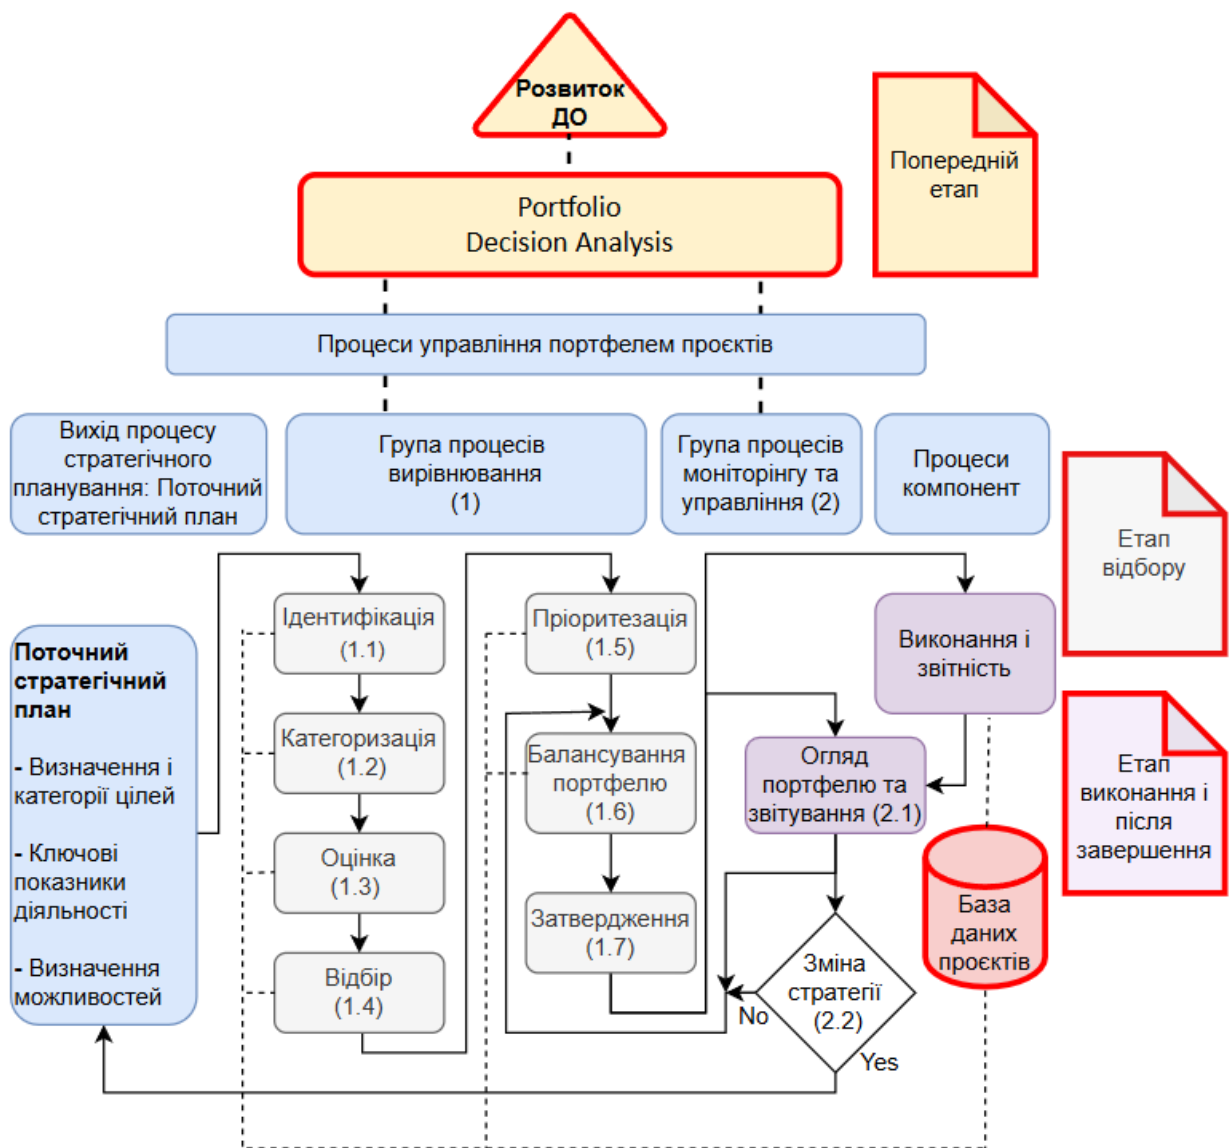 Розвиток
ДО
Попередній
етап
Portfolio
Decision Analysis
Процеси управління портфелем проєктів
Вихід процесу
стратегічного
планування: Поточний
стратегічний план
Група процесів
вирівнювання
(1)
Група процесів
моніторінгу та
управління (2)
Процеси
компонент
Етап
відбору
Поточний
стратегічний
план
- Визначення і
категорії цілей
- Ключові
показники
діяльності
- Визначення
можливостей
Ідентифікація
(1.1)
Категоризація
(1.2)
Оцінка
(1.3)
Відбір
(1.4)
Пріоритезація
(1.5)
Балансування
портфелю
(1.6)
Затвердження
(1.7)
Виконання і
звітність
Огляд
портфелю та
звітування (2.1)
Зміна
стратегії
(2.2)
No
Yes
База
даних
проєктів
Етап
виконання і
після
завершення